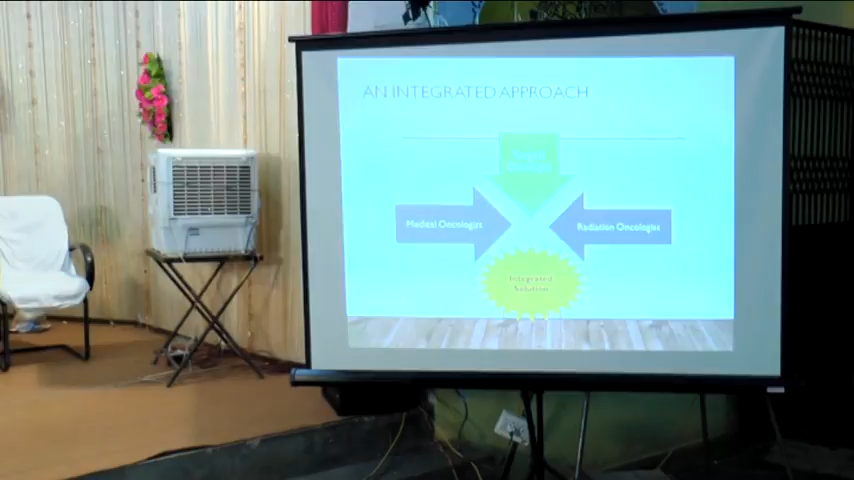 AN INTEGRATED APPROACH
Medical Oncologist
Radiation Oncologist
Integrated
Solution